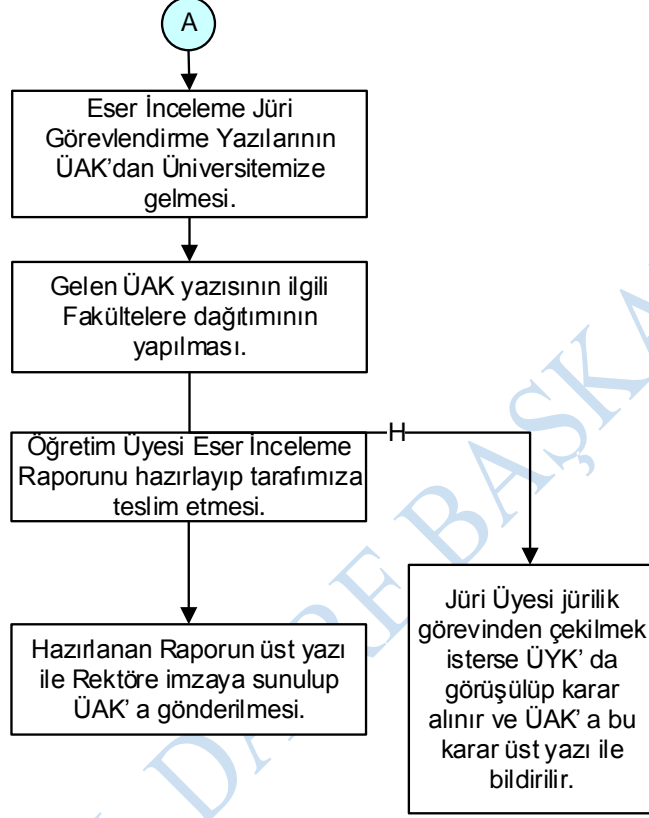 A
Eser İnceleme Jüri
Görevlendirme Yazılarının
ÜAK’dan Üniversitemize
gelmesi.
Gelen ÜAK yazısının ilgili
Fakültelere dağıtımının
yapılması.
H
Öğretim Üyesi Eser İnceleme
Raporunu hazırlayıp tarafımıza
teslim etmesi.
Hazırlanan Raporun üst yazı
ile Rektöre imzaya sunulup
ÜAK’ a gönderilmesi.
Jüri Üyesi jürilik
görevinden çekilmek
isterse ÜYK’ da
görüşülüp karar
alınır ve ÜAK’ a bu
karar üst yazı ile
bildirilir.